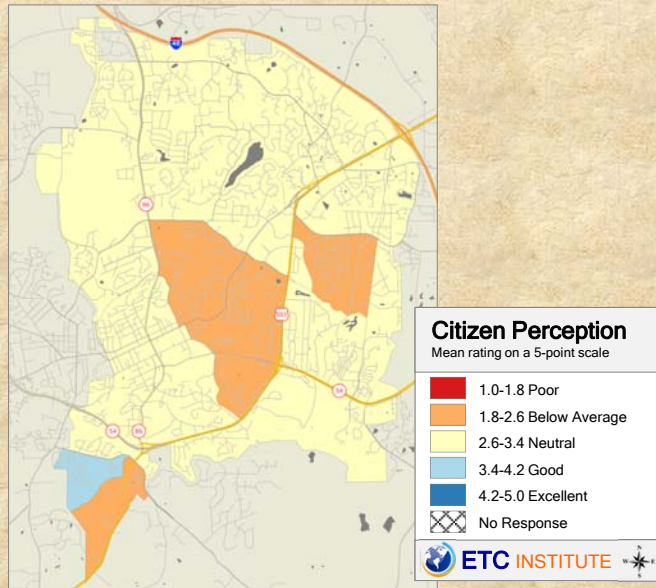 40
86
501
54
54
86
Citizen Perception
Mean rating on a 5-point scale
1.0-1.8 Poor
1.8-2.6 Below Average
2.6-3.4 Neutral
3.4-4.2 Good
4.2-5.0 Excellent
No Response
ETC INSTITUTE
N
W E
S